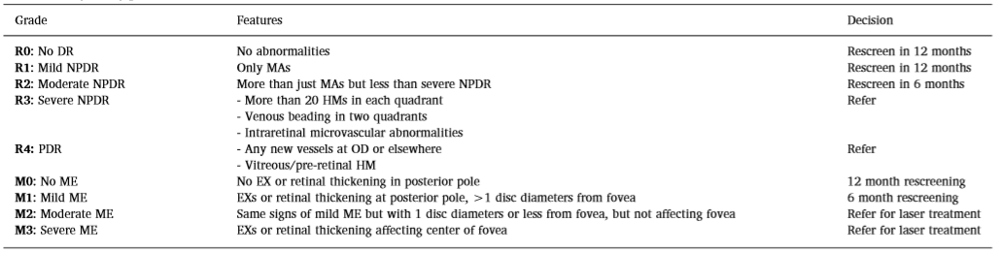 Grade Features Decision
R0: No DR No abnormalities Rescreen in 12 months
R1: Mild NPDR Only MAs Rescreen in 12 months
R2: Moderate NPDR More than just MAs but less than severe NPDR Rescreen in 6 months
R3: Severe NPDR - More than 20 HMs in each quadrant Refer
- Venous beading in two quadrants
- Intraretinal microvascular abnormalities
R4: PDR - Any new vessels at OD or elsewhere Refer
- Vitreous/pre-retinal HM
M0: No ME No EX or retinal thickening in posterior pole 12 month rescreening
M1: Mild ME EXs or retinal thickening at posterior pole, >1 disc diameters from fovea 6 month rescreening
M2: Moderate ME Same signs of mild ME but with 1 disc diameters or less from fovea, but not affecting fovea Refer for laser treatment
M3: Severe ME EXs or retinal thickening affecting center of fovea Refer for laser treatment